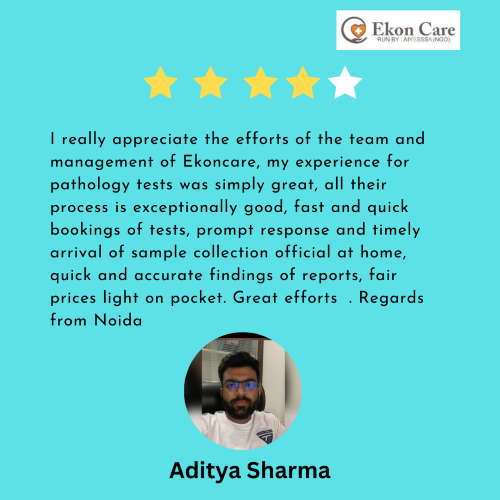 Ekon Care
RUN BY : AIYSSSSA (NGO)
I really appreciate the efforts of the team and
management of Ekoncare, my experience for
pathology tests was simply great, all their
process is exceptionally good, fast and quick
bookings of tests, prompt response and timely
arrival of sample collection official at home,
quick and accurate findings of reports, fair
prices light on pocket. Great efforts  . Regards
from Noida
Aditya Sharma